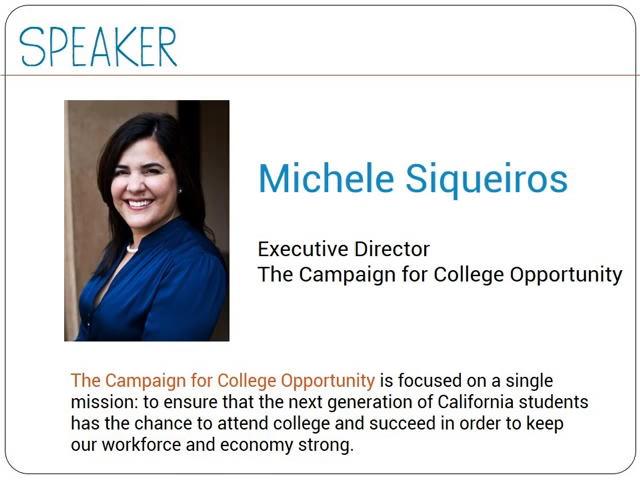 SPEAKER
Michele Siqueiros
Executive Director
The Campaign for College Opportunity
The Campaign for College Opportunity is focused on a single
mission: to ensure that the next generation of California students
has the chance to attend college and succeed in order to keep
our workforce and economy strong.